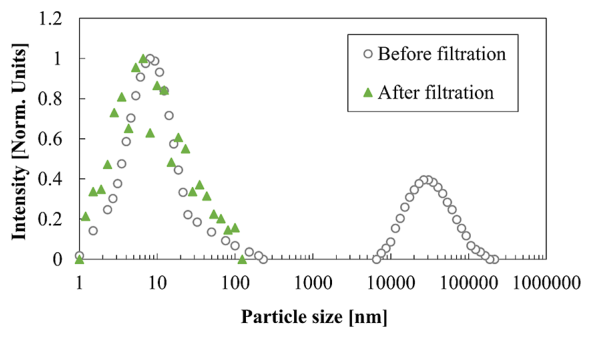 1.2
1
0.8
0.6
0.4
0.2
0
Intensity [Norm. Units]
Before filtration
After filtration
1 10 100 1000 10000 100000 1000000
Particle size [nm]